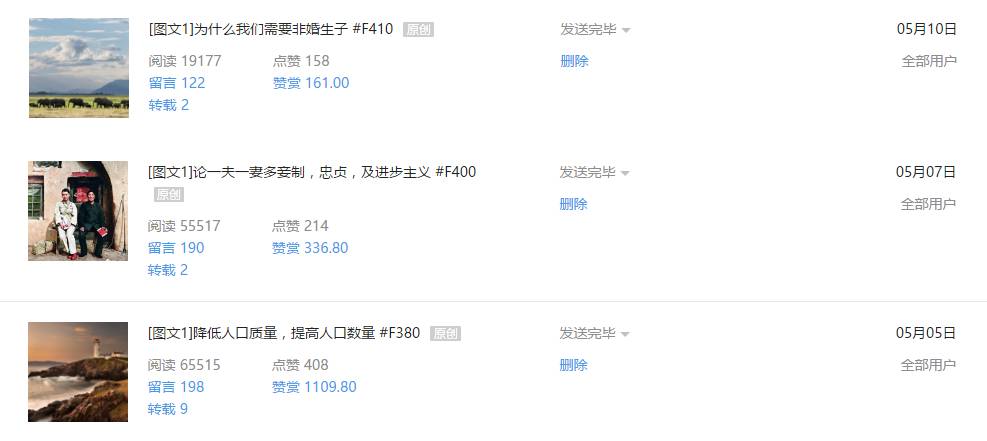 [图文1]为什么我们需要非婚生子 #F410 原创 发送完毕 05月10日
阅读 19177 点赞 158 删除 全部用户
留言 122 赞赏 161.00
转载 2
[图文1]论一夫一妻多妾制，忠贞，及进步主义 #F400 发送完毕 05月07日
原创 删除 全部用户
阅读 55517 点赞 214
留言 190 赞赏 336.80
转载 2
[图文1]降低人口质量，提高人口数量 #F380 原创 发送完毕 05月05日
阅读 65515 点赞 408 删除 全部用户
留言 198 赞赏 1109.80
转载 9